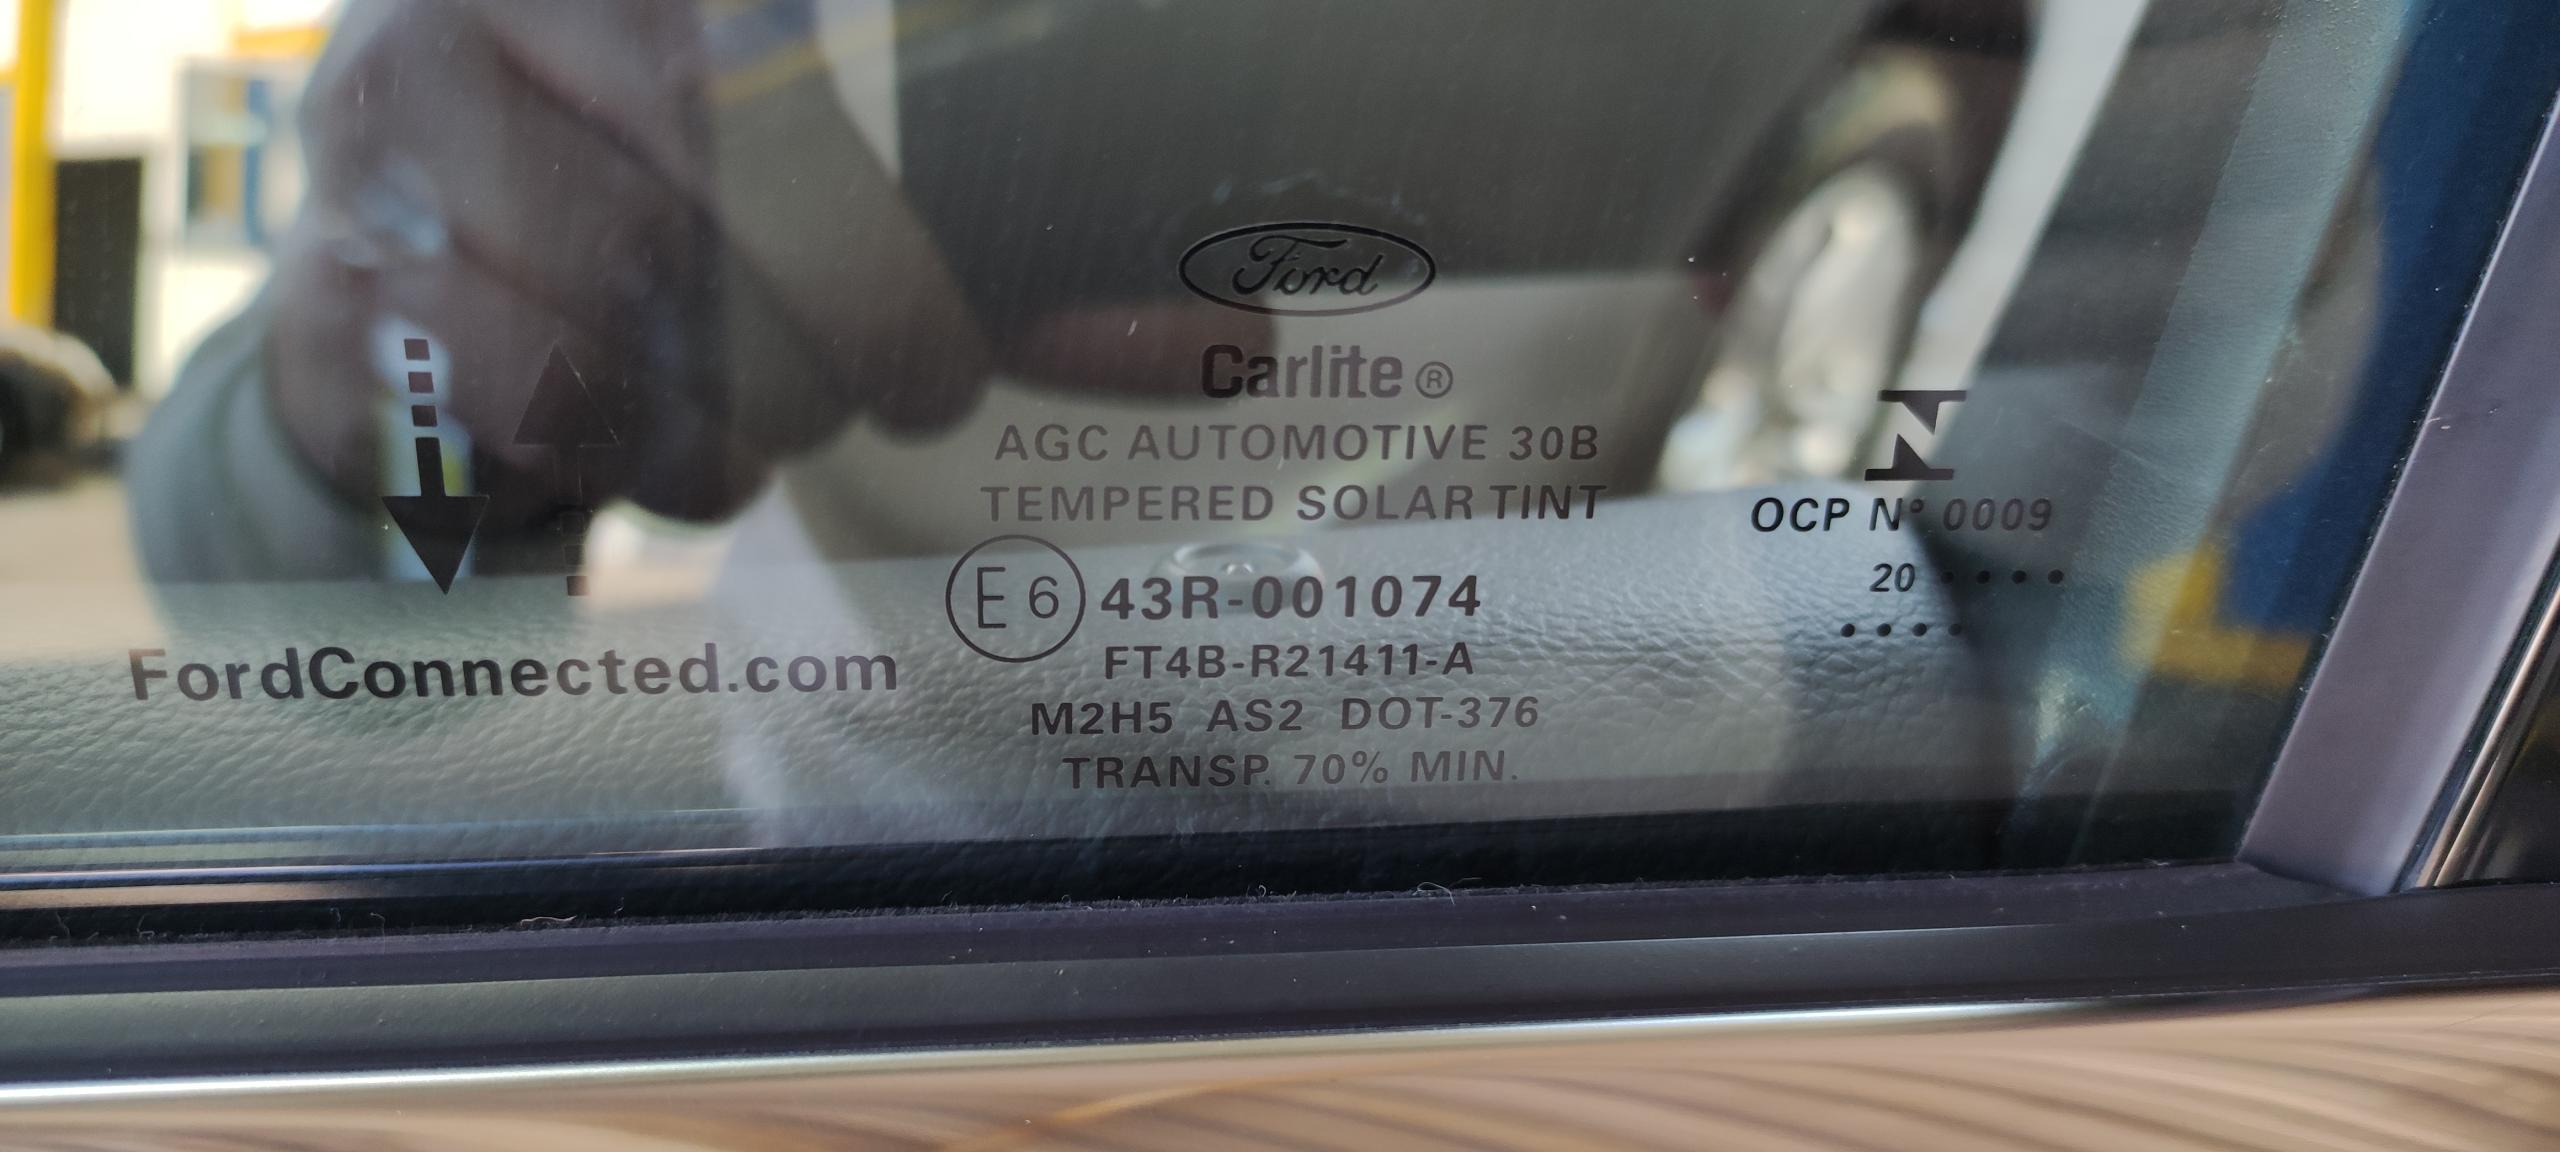 Ford
Carlite®
AGC AUTOMOTIVE 30B
TEMPERED SOLAR TINT
E6 43R-001074
FT4B-R21411-A
M2H5 AS2 DOT-376
TRANSP. 70% MIN.
FordConnected.com
N
OCP Nº 0009
20 • • • •
• • • •